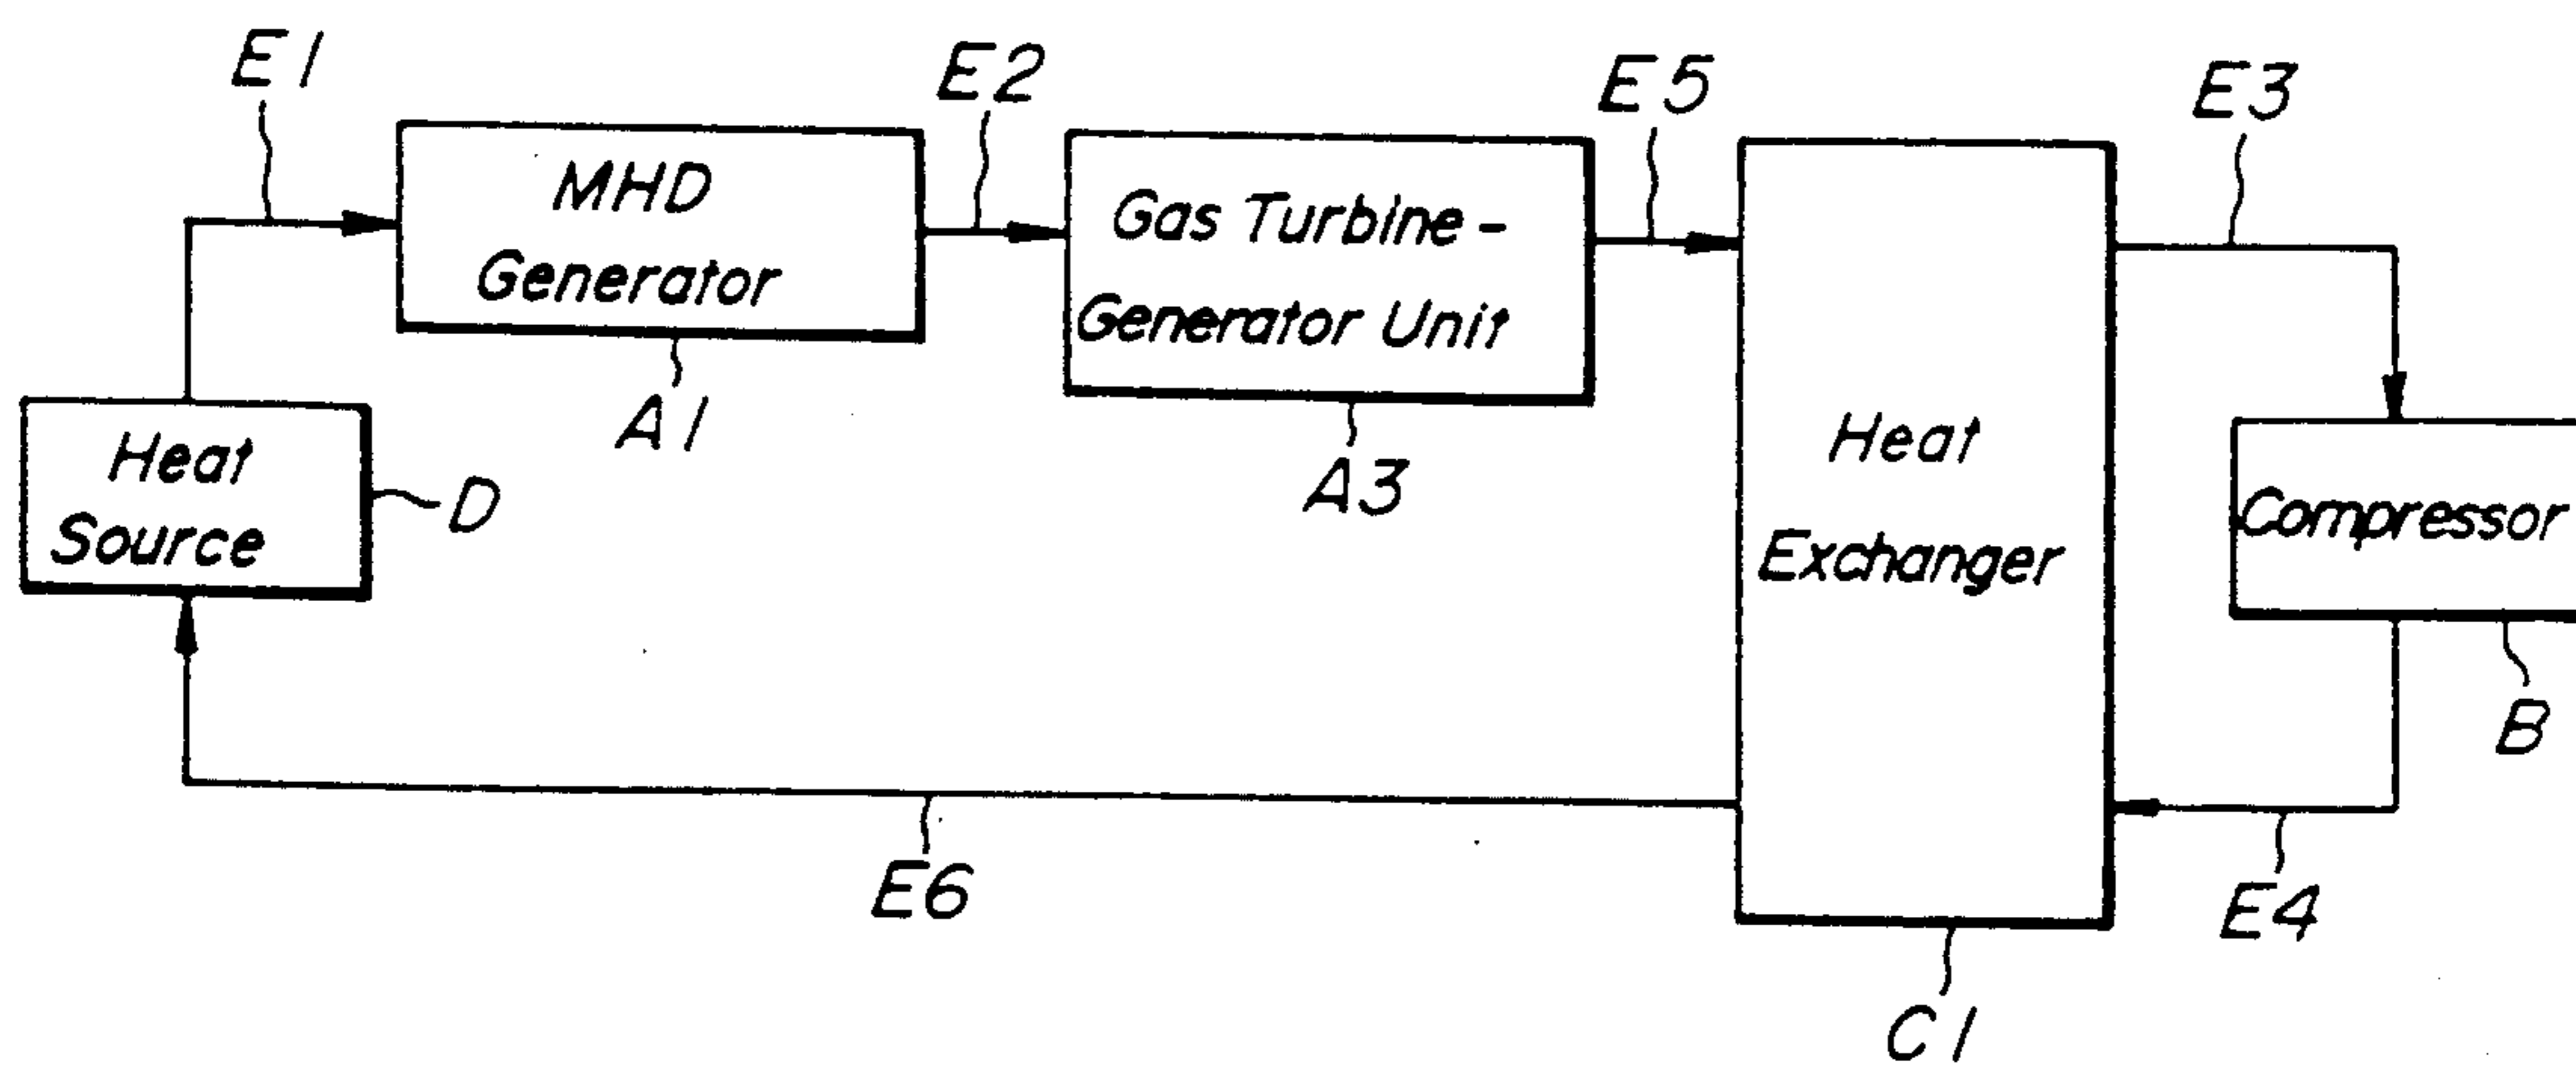 E1
E2
E5
E3
MHD
Generator
Gas Turbine -
Generator Unit
A1
A3
Heat
Source
D
Heat
Exchanger
Compressor
B
E6
E4
C1